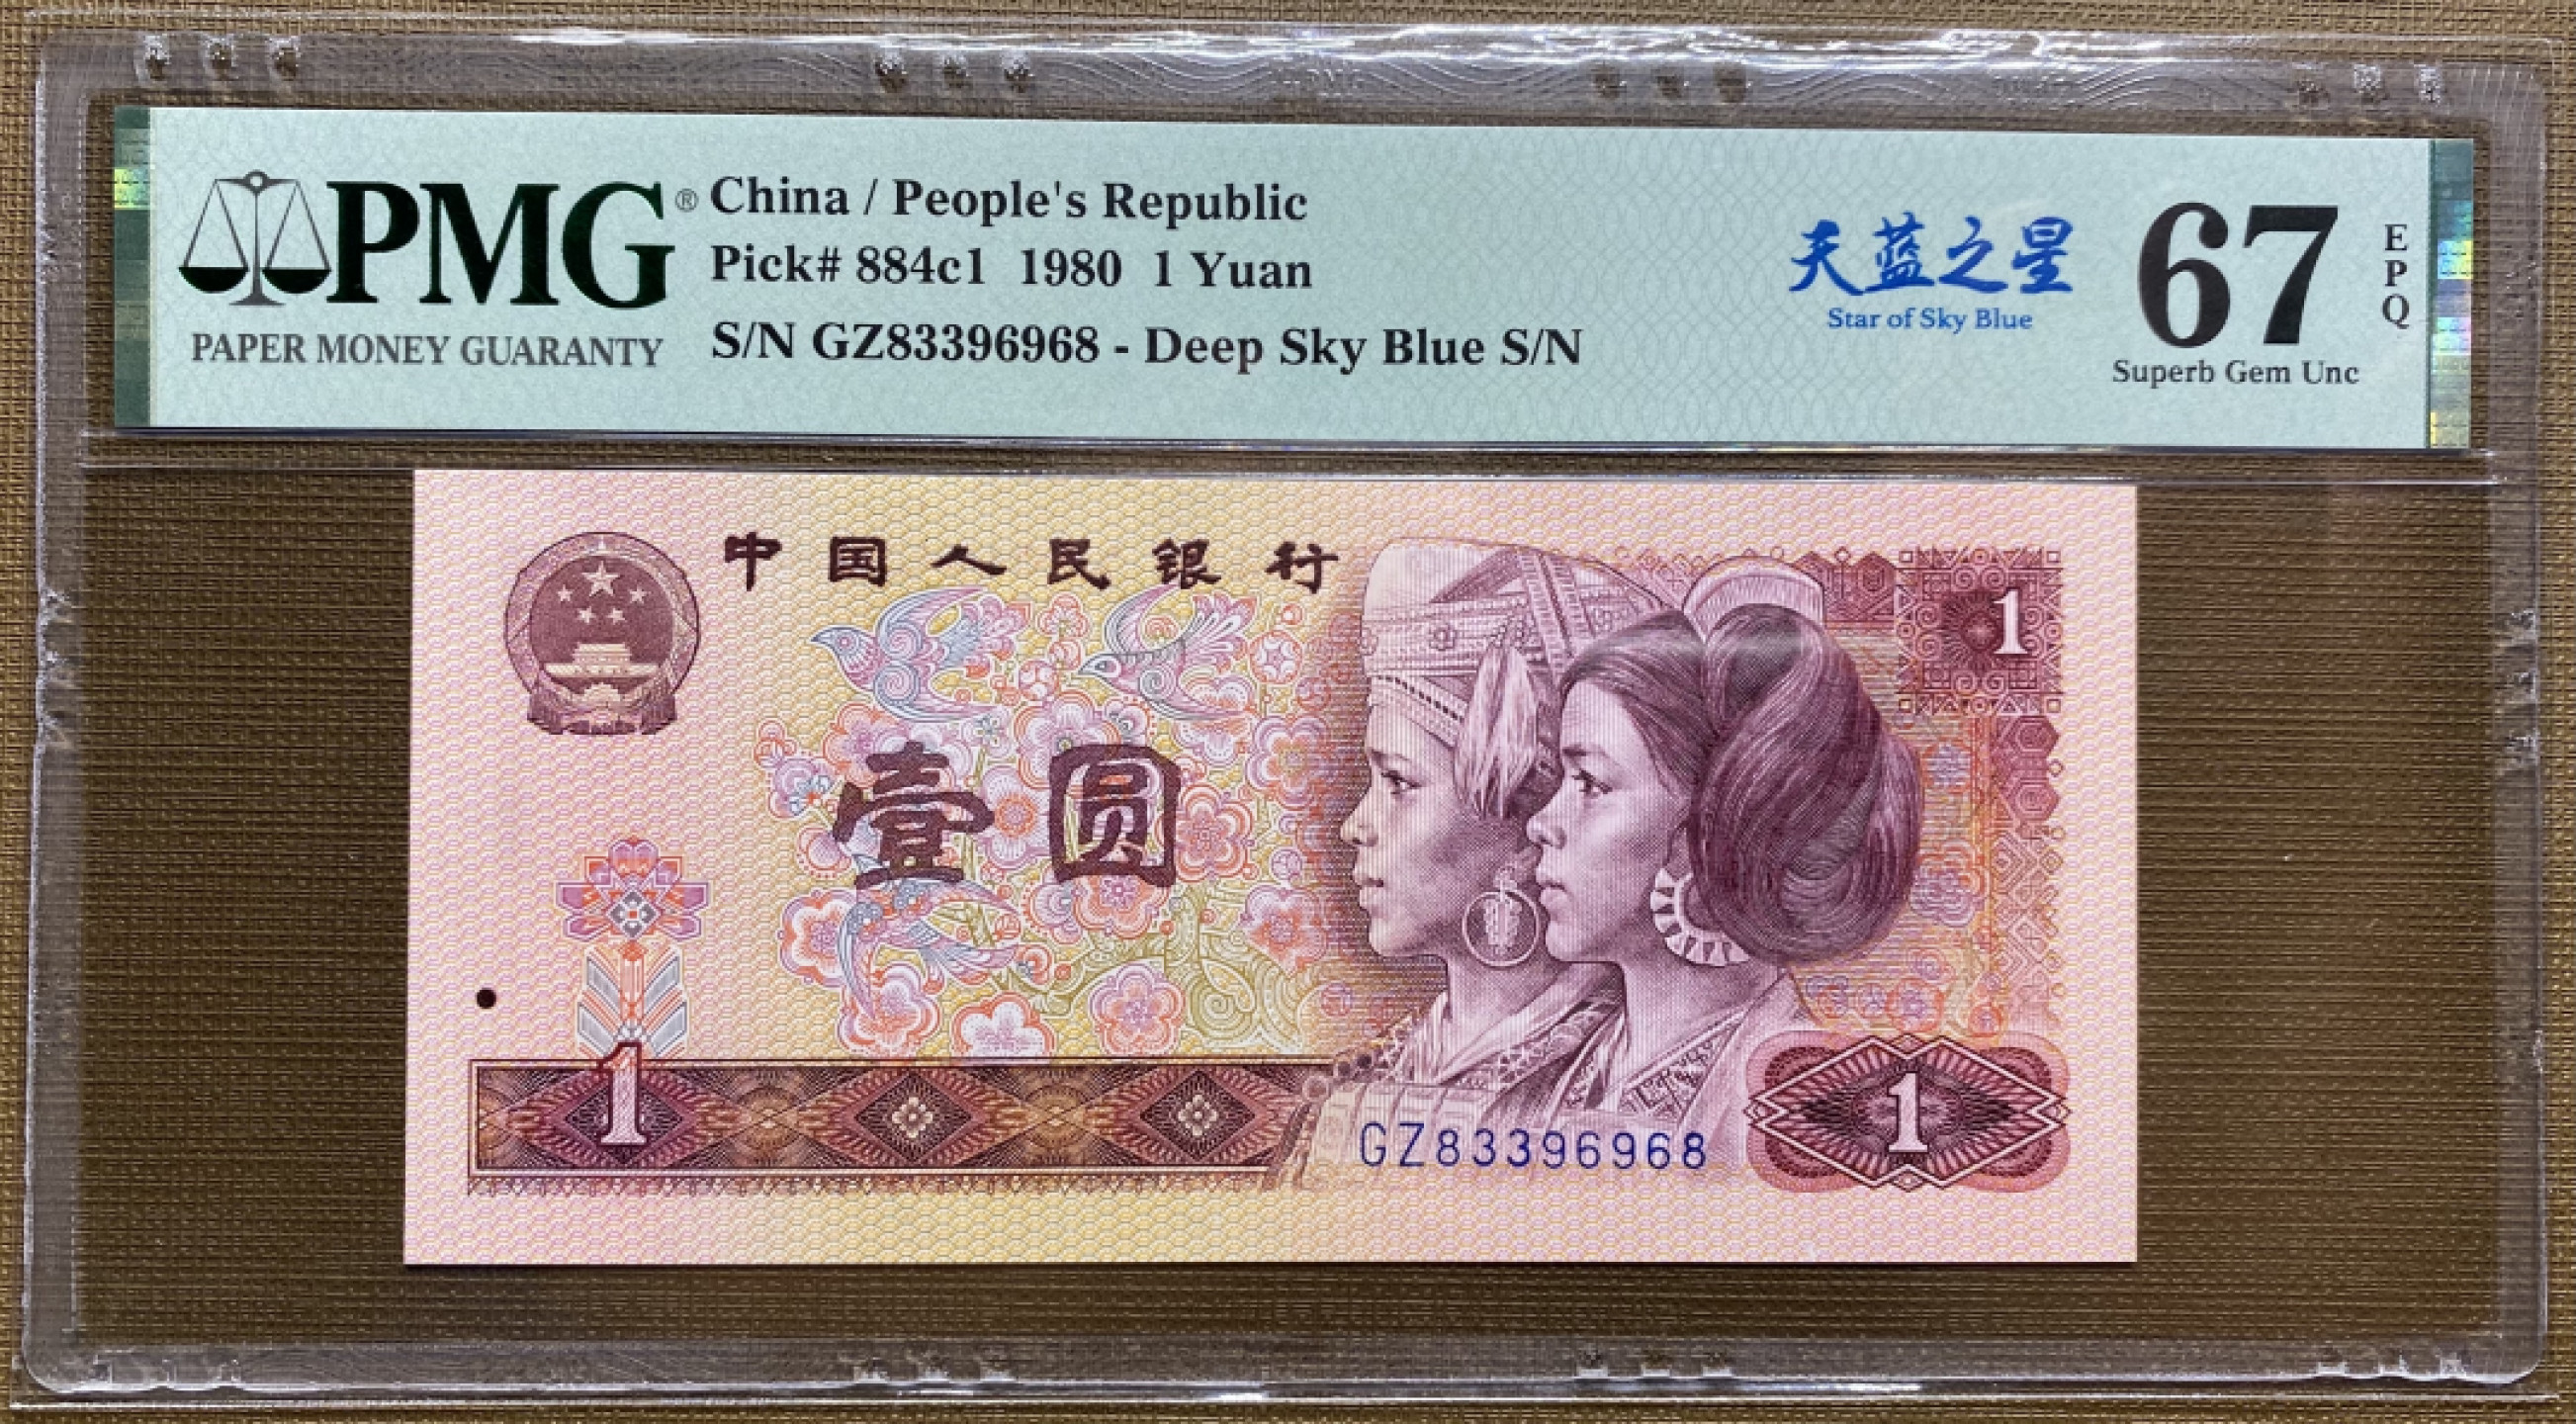 PMG®
PAPER MONEY GUARANTY
China / People's Republic
Pick# 884c1 1980 1 Yuan
S/N GZ83396968 - Deep Sky Blue S/N
天蓝之星
Star of Sky Blue
67
EPQ
Superb Gem Unc
中国人民银行
1
壹圆
1
GZ83396968
1